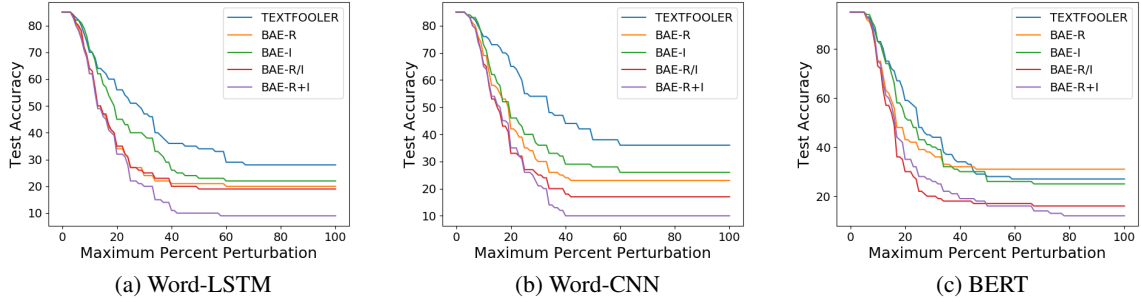 TEXTFOOLER
BAE-R
BAE-I
BAE-R/I
BAE-R+I
Test Accuracy
80
70
60
50
40
30
20
10
0 20 40 60 80 100
Maximum Percent Perturbation
(a) Word-LSTM
TEXTFOOLER
BAE-R
BAE-I
BAE-R/I
BAE-R+I
Test Accuracy
80
70
60
50
40
30
20
10
0 20 40 60 80 100
Maximum Percent Perturbation
(b) Word-CNN
TEXTFOOLER
BAE-R
BAE-I
BAE-R/I
BAE-R+I
Test Accuracy
80
60
40
20
0 20 40 60 80 100
Maximum Percent Perturbation
(c) BERT